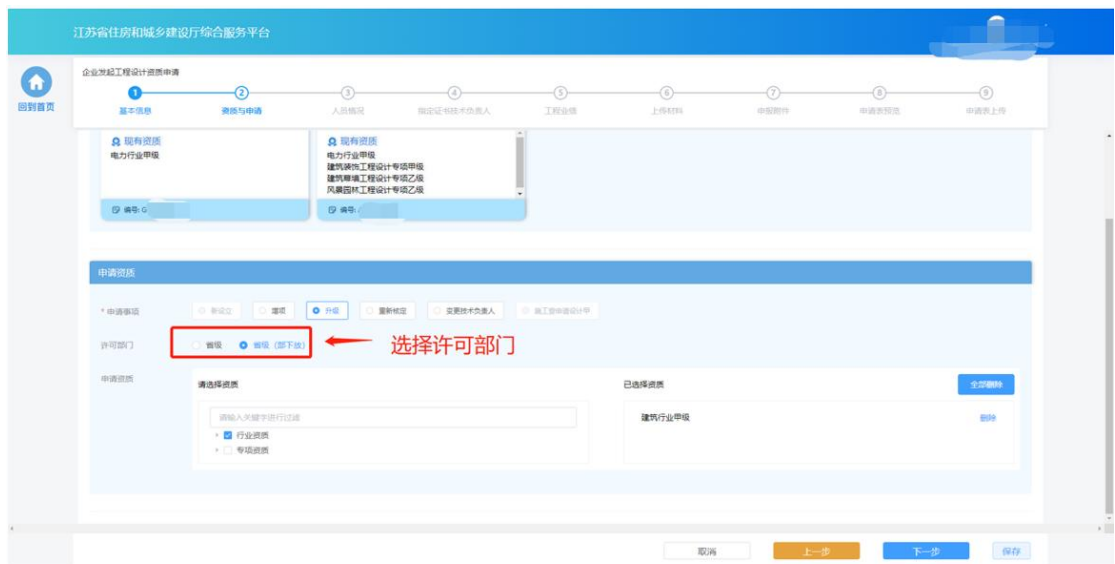 江苏省住房和城乡建设厅综合服务平台
回到首页
企业发起工程设计资质申请
1 2 3 4 5 6 7 8 9
基本信息 资质与申请 人员情况 指定证书技术负责人 工程业绩 上传材料 申报附件 申请表预览 申请表上传
现有资质 现有资质
电力行业甲级 电力行业甲级
建筑装饰工程设计专项甲级
建筑幕墙工程设计专项乙级
风景园林工程设计专项乙级
编号: G 编号:
申请资质
* 申请事项 新设立 增项 升级 重新核定 变更技术负责人 施工企申请设计甲
许可部门 省级 省级 (部下放) 选择许可部门
申请资质 请选择资质 已选择资质 全部删除
请输入关键字进行过滤 建筑行业甲级 删除
行业资质
专项资质
取消 上一步 下一步 保存